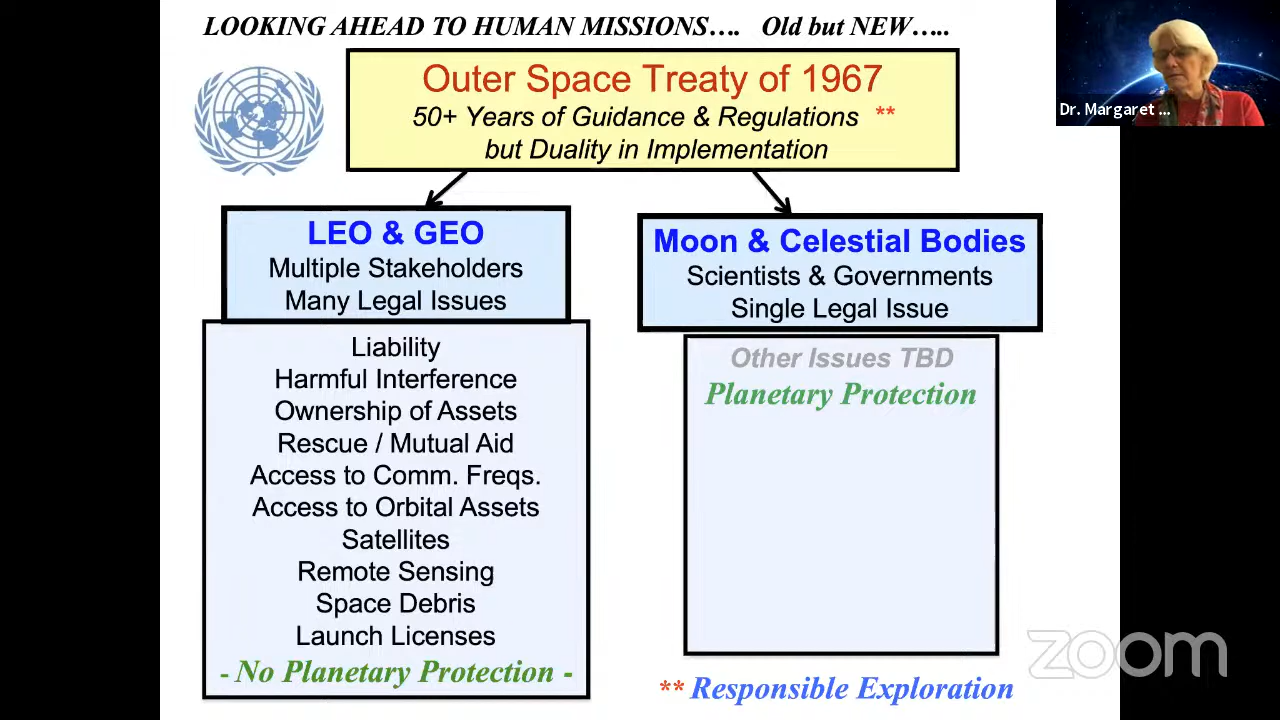 LOOKING AHEAD TO HUMAN MISSIONS…. Old but NEW…..
Outer Space Treaty of 1967
50+ Years of Guidance & Regulations **
but Duality in Implementation
Dr. Margaret ...
LEO & GEO
Multiple Stakeholders
Many Legal Issues
Liability
Harmful Interference
Ownership of Assets
Rescue / Mutual Aid
Access to Comm. Freqs.
Access to Orbital Assets
Satellites
Remote Sensing
Space Debris
Launch Licenses
- No Planetary Protection -
Moon & Celestial Bodies
Scientists & Governments
Single Legal Issue
Other Issues TBD
Planetary Protection
** Responsible Exploration
zoom